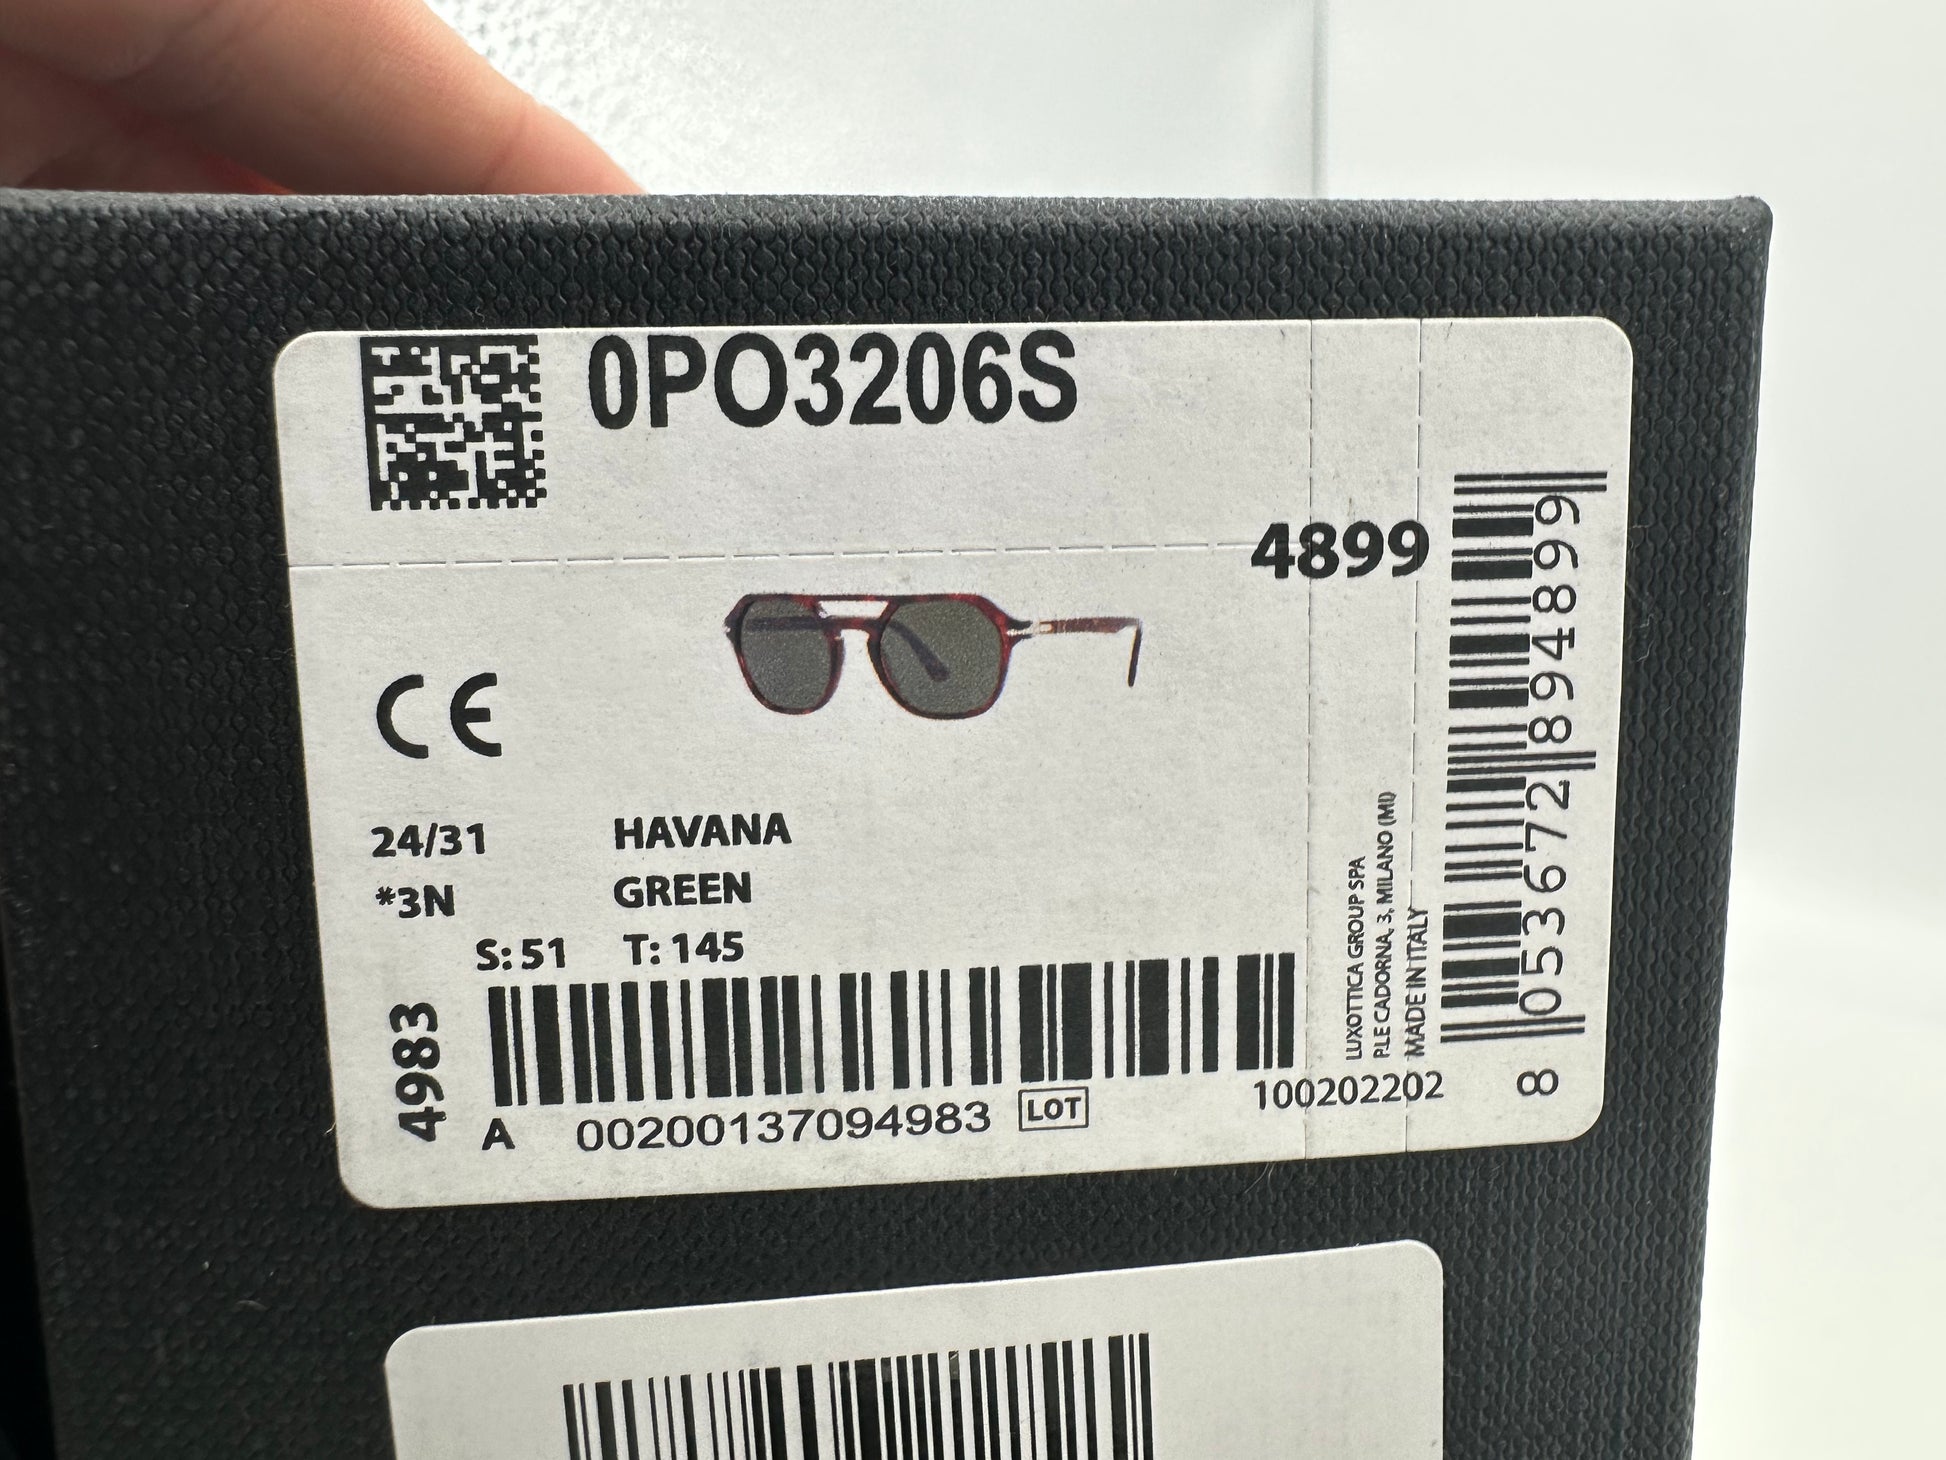 0PO3206S
4899
CE
24/31 HAVANA
*3N GREEN
S: 51 T: 145
4983
A 00200137094983 LOT 100202202
LUXOTTICA GROUP SPA
P.LE CADORNA, 3, MILANO (MI)
MADE IN ITALY
8 053672 894899